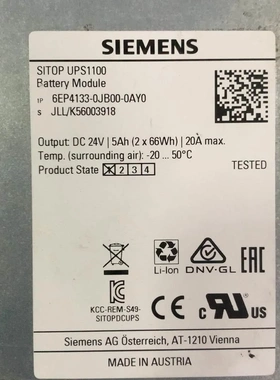 SIEMENS
SITOP UPS1100
Battery Module
1P 6EP4133-0JB00-0AY0
S JLL/K56003918
Output: DC 24V | 5Ah (2 x 66Wh) | 20A max.
Temp. (surrounding air): -20 ... 50°C
TESTED
Product State X 2 3 4
Li-Ion
DNV·GL
KCC-REM-S49-
SITOPDCUPS
CE
c RU us
Siemens AG Österreich, AT-1210 Vienna
MADE IN AUSTRIA